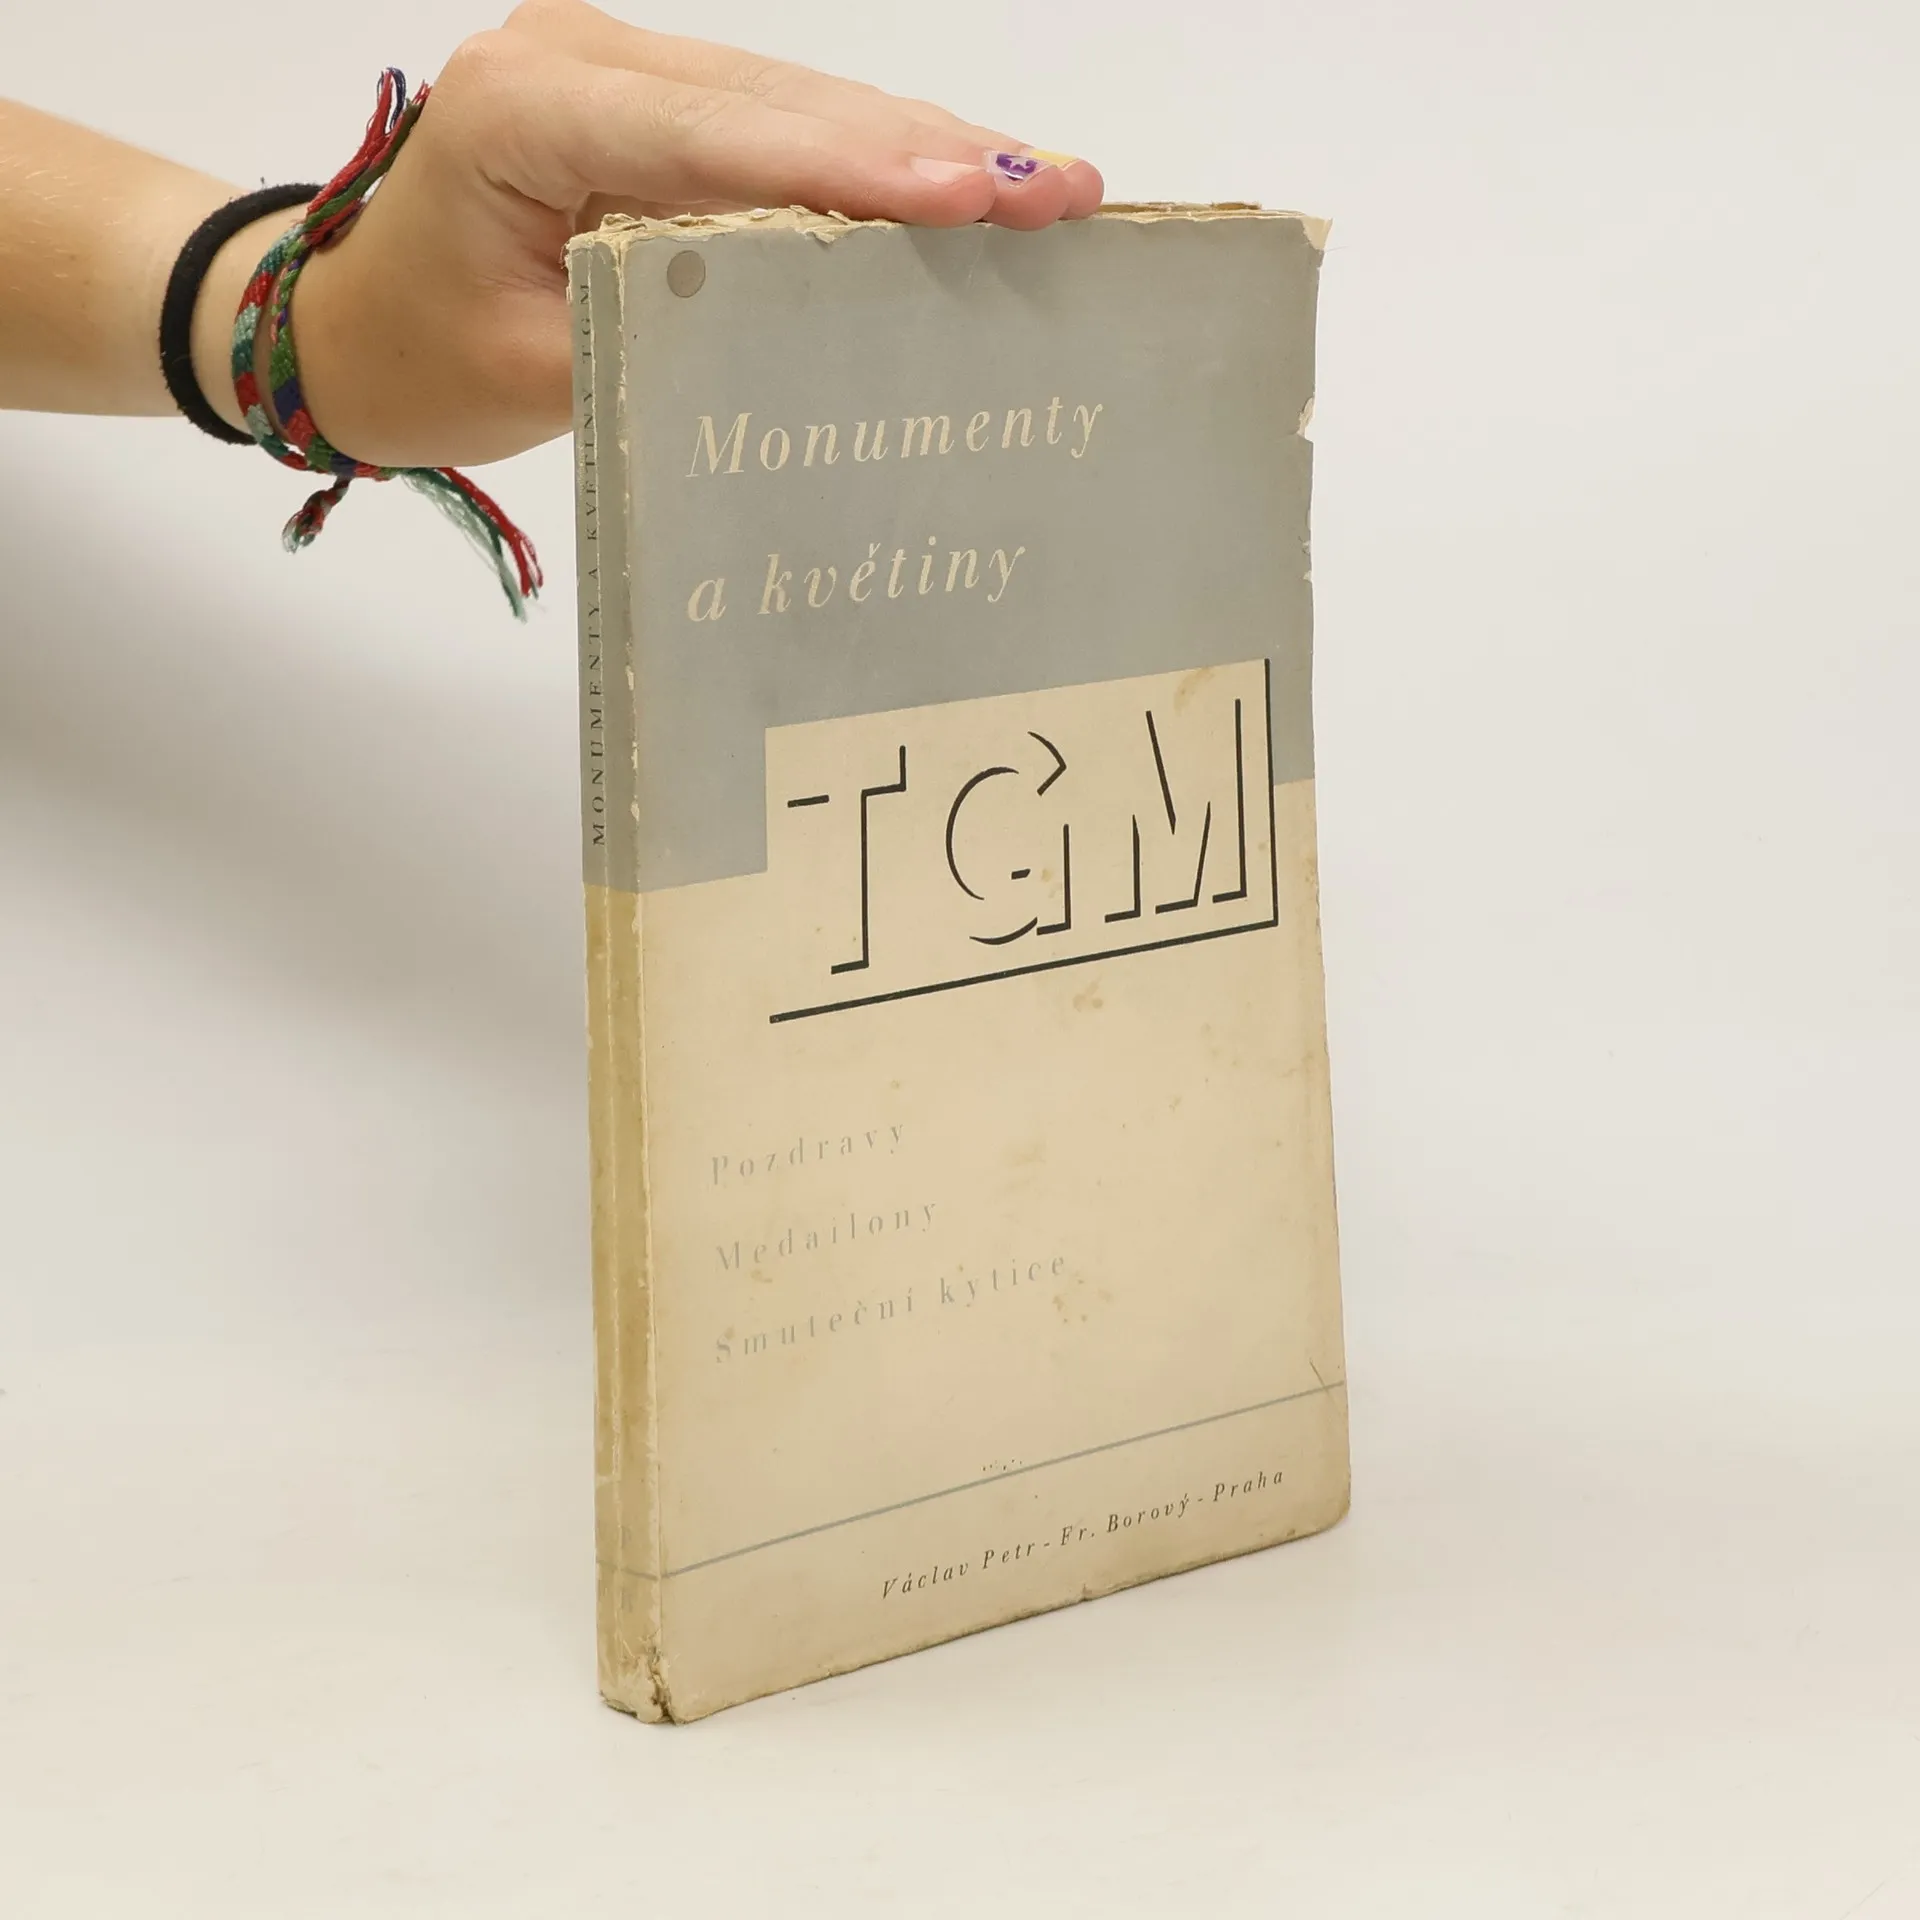 MONUMENTY A KVĚTINY TGM
Monumenty
a květiny
TGM
Pozdravy
Medailony
Smuteční kytice
Václav Petr - Fr. Borový - Praha